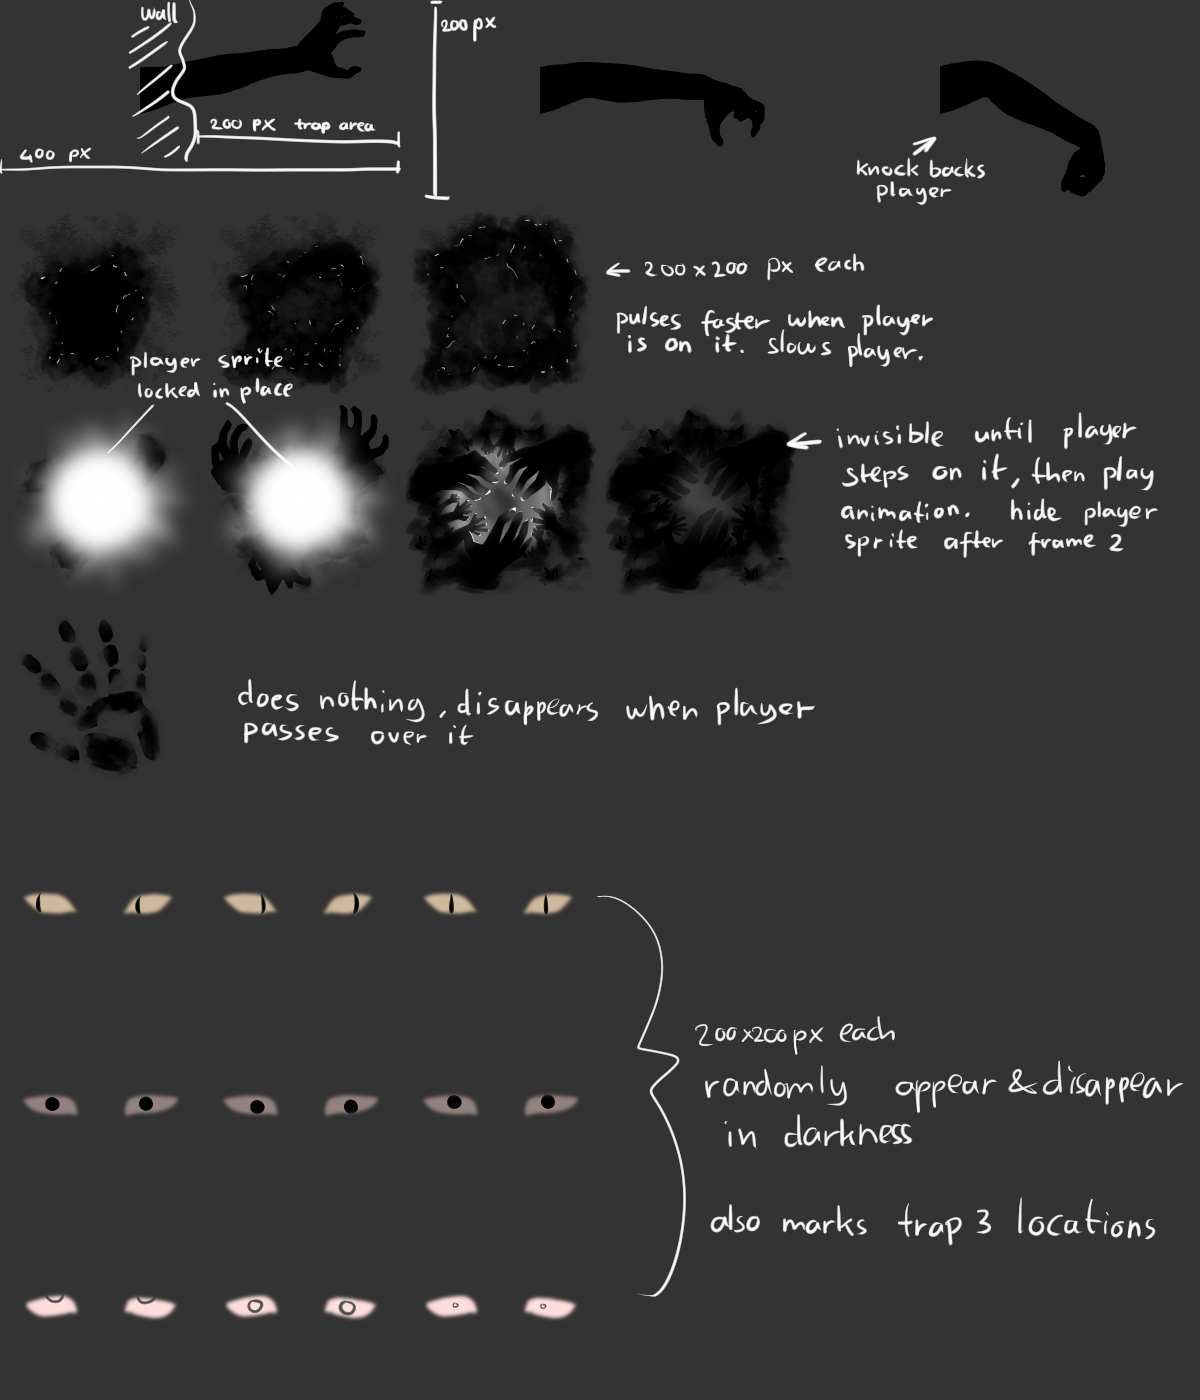 wall
200 px
200 PX trap area
400 PX
knock backs
player
← 200 x 200 px each
pulses faster when player
is on it. slows player.
player sprite
locked in place
invisible until player
steps on it, then play
animation. hide player
sprite after frame 2
does nothing, disappears when player
passes over it
200x200px each
randomly appear & disappear
in darkness
also marks trap 3 locations